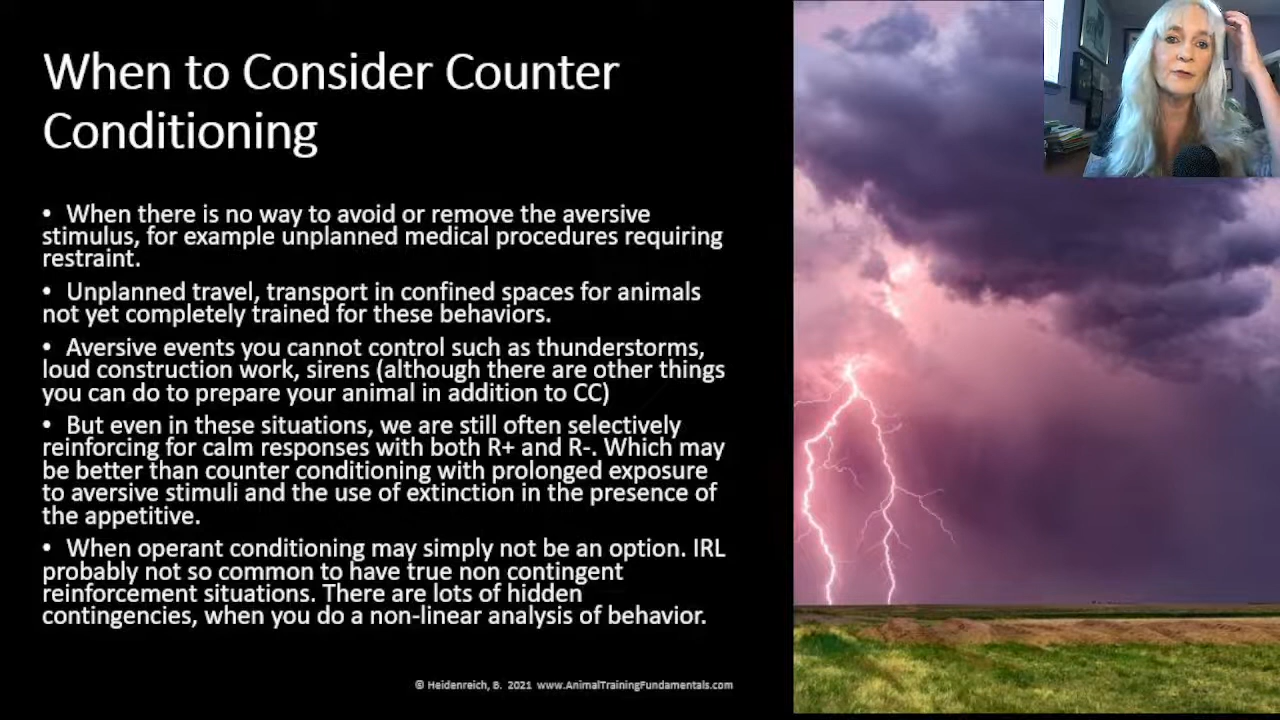 When to Consider Counter
Conditioning
• When there is no way to avoid or remove the aversive
stimulus, for example unplanned medical procedures requiring
restraint.
• Unplanned travel, transport in confined spaces for animals
not yet completely trained for these behaviors.
• Aversive events you cannot control such as thunderstorms,
loud construction work, sirens (although there are other things
you can do to prepare your animal in addition to CC)
• But even in these situations, we are still often selectively
reinforcing for calm responses with both R+ and R-. Which may
be better than counter conditioning with prolonged exposure
to aversive stimuli and the use of extinction in the presence of
the appetitive.
• When operant conditioning may simply not be an option. IRL
probably not so common to have true non contingent
reinforcement situations. There are lots of hidden
contingencies, when you do a non-linear analysis of behavior.
© Heidenreich, B. 2021 www.AnimalTrainingFundamentals.com